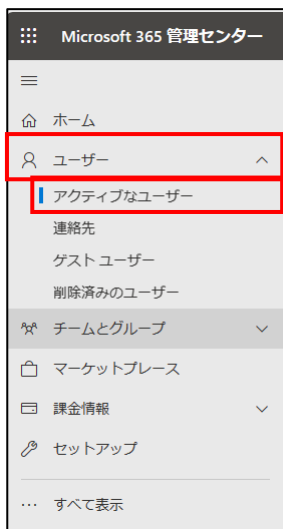 Microsoft 365 管理センター
ホーム
ユーザー
アクティブなユーザー
連絡先
ゲスト ユーザー
削除済みのユーザー
チームとグループ
マーケットプレース
課金情報
セットアップ
… すべて表示